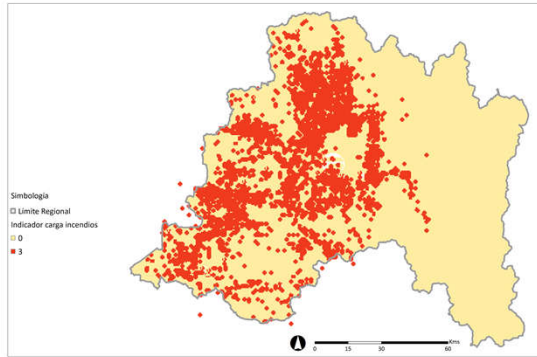 Simbología
Límite Regional
Indicador carga incendios
0
3
Kms
0 15 30 60